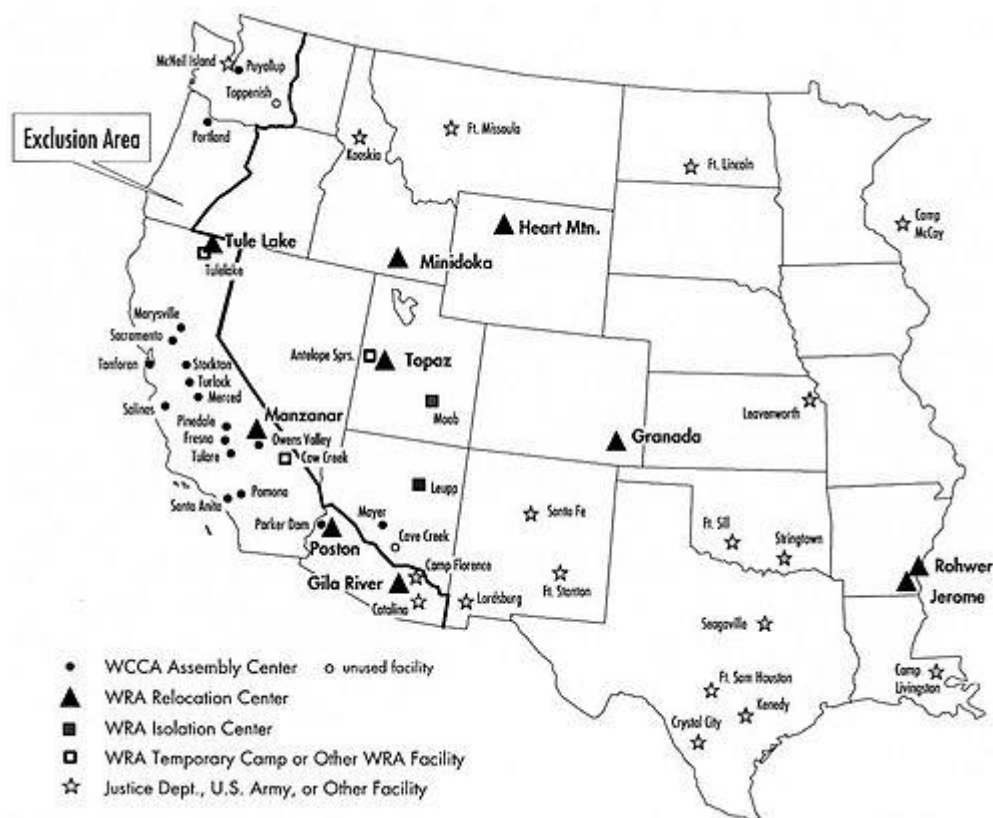 McNeil Island
Puyallup
Toppenish
Exclusion Area
Portland
Kooskia
Ft. Missoula
Ft. Lincoln
Camp
McCoy
Tule Lake
Tulelake
Minidoka
Heart Mtn.
Marysville
Sacramento
Tanforan
Stockton
Turlock
Merced
Salinas
Antelope Sprs.
Topaz
Moab
Leavenworth
Manzanar
Pinedale
Owens Valley
Fresno
Cow Creek
Tulare
Granada
Pomona
Santa Anita
Leupp
Parker Dam
Mayer
Cave Creek
Santa Fe
Ft. Sill
Stringtown
Poston
Camp Florence
Gila River
Catalina
Lordsburg
Ft. Stanton
Rohwer
Jerome
Seagoville
Ft. Sam Houston
Kenedy
Crystal City
Camp
Livingston
WCCA Assembly Center
unused facility
WRA Relocation Center
WRA Isolation Center
WRA Temporary Camp or Other WRA Facility
Justice Dept., U.S. Army, or Other Facility